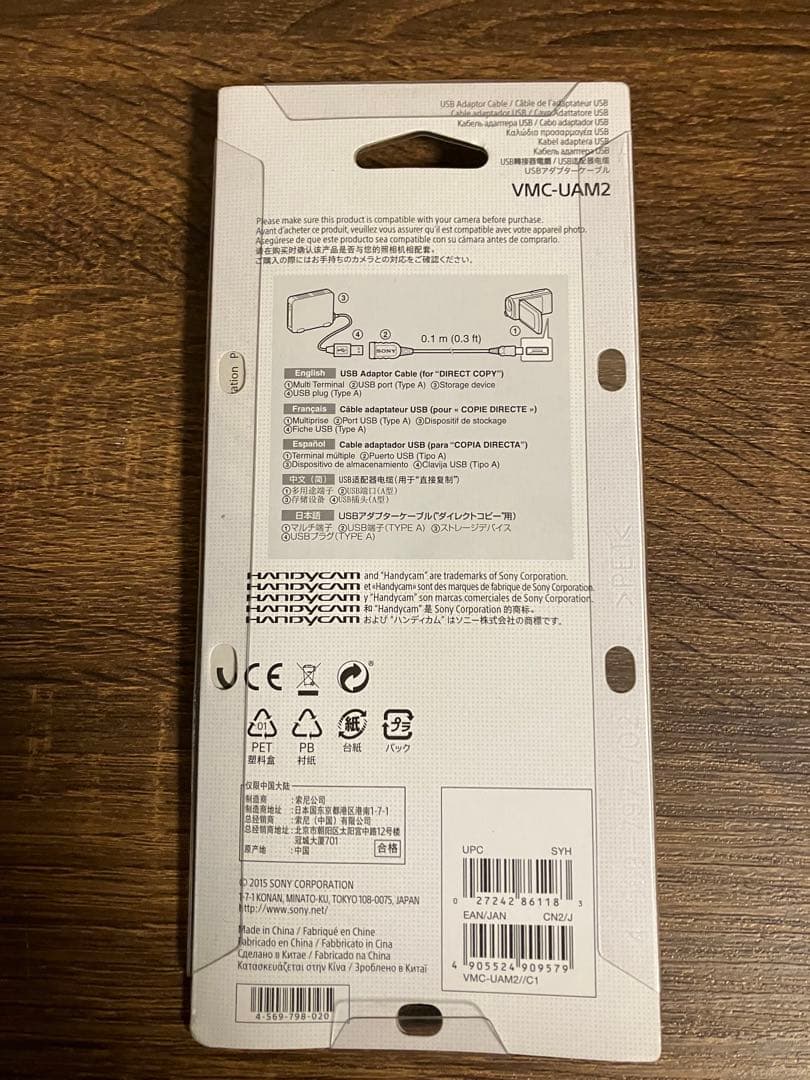 USB Adaptor Cable / Câble de l'adaptateur USB
Cable adaptador USB / Cavo Adattatore USB
Кабель адаптера USB / Cabo adaptador USB
Καλώδιο προσαρμογέα USB
Kabel adaptera USB
Кабель адаптера USB
USB轉接器電纜 / USB适配器电缆
USBアダプターケーブル
VMC-UAM2
Please make sure this product is compatible with your camera before purchase.
Avant d'acheter ce produit, veuillez vous assurer qu'il est compatible avec votre appareil photo.
Asegúrese de que este producto sea compatible con su cámara antes de comprarlo.
请在购买时确认该产品是否与您的照相机相配套。
ご購入の際にはお手持ちのカメラとの対応をご確認ください。
③
④ ② 0.1 m (0.3 ft) ①
SONY
English USB Adaptor Cable (for "DIRECT COPY")
①Multi Terminal ②USB port (Type A) ③Storage device
④USB plug (Type A)
Français Câble adaptateur USB (pour « COPIE DIRECTE »)
①Multiprise ②Port USB (Type A) ③Dispositif de stockage
④Fiche USB (Type A)
Español Cable adaptador USB (para "COPIA DIRECTA")
①Terminal múltiple ②Puerto USB (Tipo A)
③Dispositivo de almacenamiento ④Clavija USB (Tipo A)
中文（简） USB适配器电缆(用于"直接复制")
①多用途端子 ②USB端口(A型)
③存储设备 ④USB插头(A型)
日本語 USBアダプターケーブル("ダイレクトコピー"用)
①マルチ端子 ②USB端子(TYPE A) ③ストレージデバイス
④USBプラグ(TYPE A)
HANDYCAM and "Handycam" are trademarks of Sony Corporation.
HANDYCAM et «Handycam» sont des marques de fabrique de Sony Corporation.
HANDYCAM y "Handycam" son marcas comerciales de Sony Corporation.
HANDYCAM 和 "Handycam" 是 Sony Corporation 的商标。
HANDYCAM および "ハンディカム" はソニー株式会社の商標です。
ration P
>PET<
CE ®
01 紙 プラ
PET PB 台紙 パック
塑料盒 衬纸
仅限中国大陆
制造商 : 索尼公司
制造商地址 : 日本国东京都港区港南1-7-1
总经销商 : 索尼（中国）有限公司
总经销商地址 : 北京市朝阳区太阳宫中路12号楼
冠城大厦701
原产地 : 中国 合格
© 2015 SONY CORPORATION
1-7-1 KONAN, MINATO-KU, TOKYO 108-0075, JAPAN
http://www.sony.net/
Made in China / Fabriqué en Chine
Fabricado en China / Fabbricato in Cina
Сделано в Китае / Fabricado na China
Κατασκευάζεται στην Κίνα / Зроблено в Китаї
4-569-798-020
UPC SYH
0 27242 86118 3
EAN/JAN CN2/J
4 905524 909579
VMC-UAM2//C1